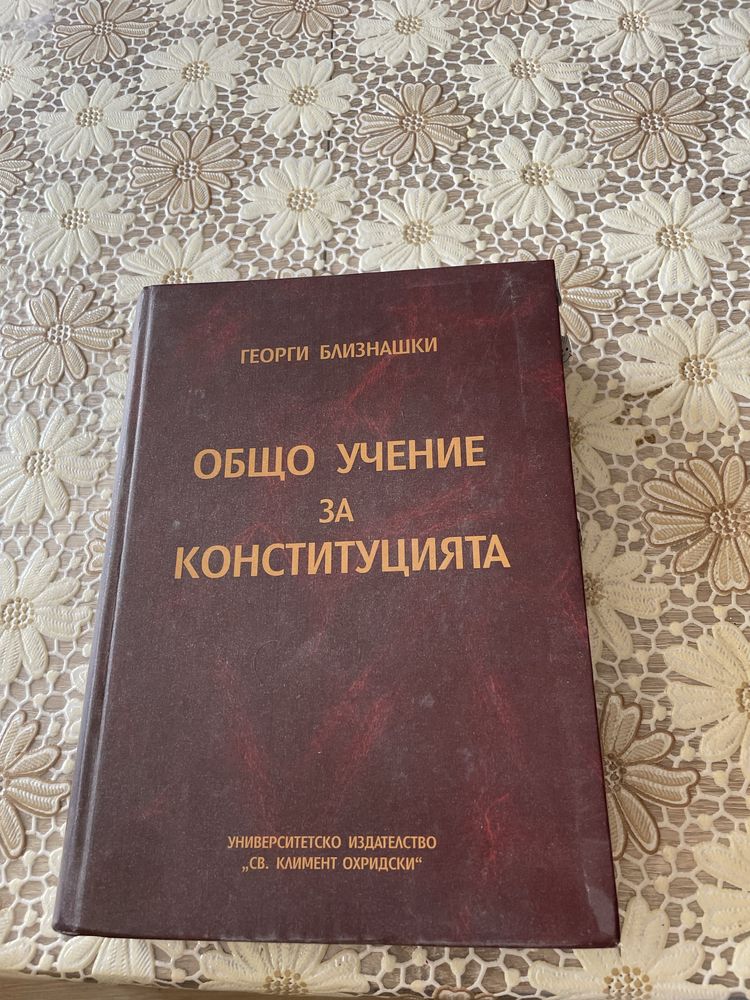 ГЕОРГИ БЛИЗНАШКИ
ОБЩО УЧЕНИЕ
ЗА
КОНСТИТУЦИЯТА
УНИВЕРСИТЕТСКО ИЗДАТЕЛСТВО
„СВ. КЛИМЕНТ ОХРИДСКИ“